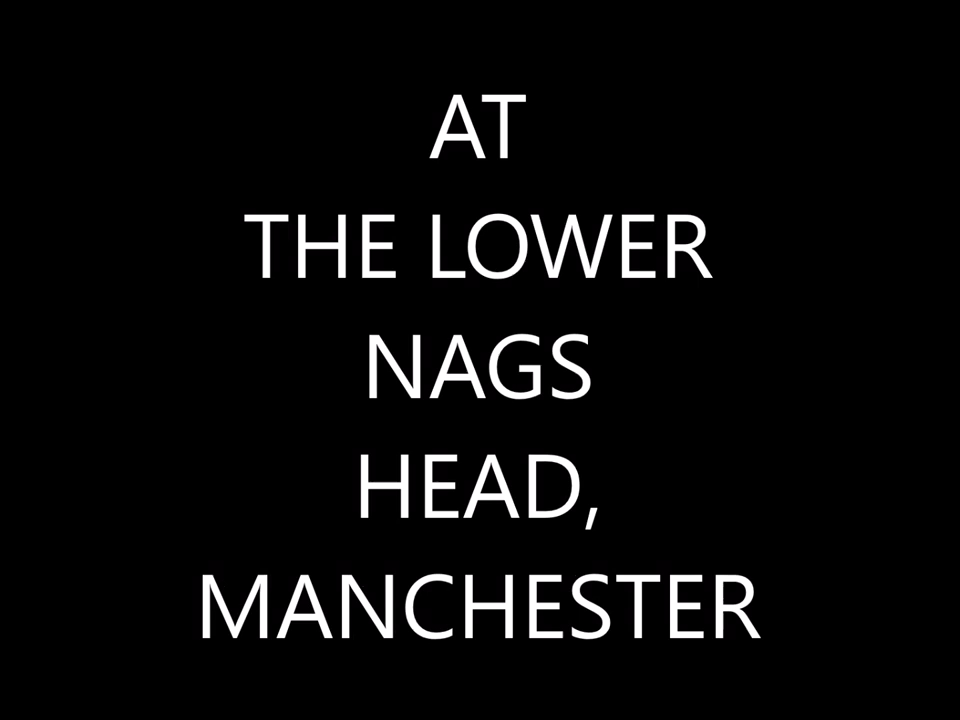 AT
THE LOWER
NAGS
HEAD,
MANCHESTER